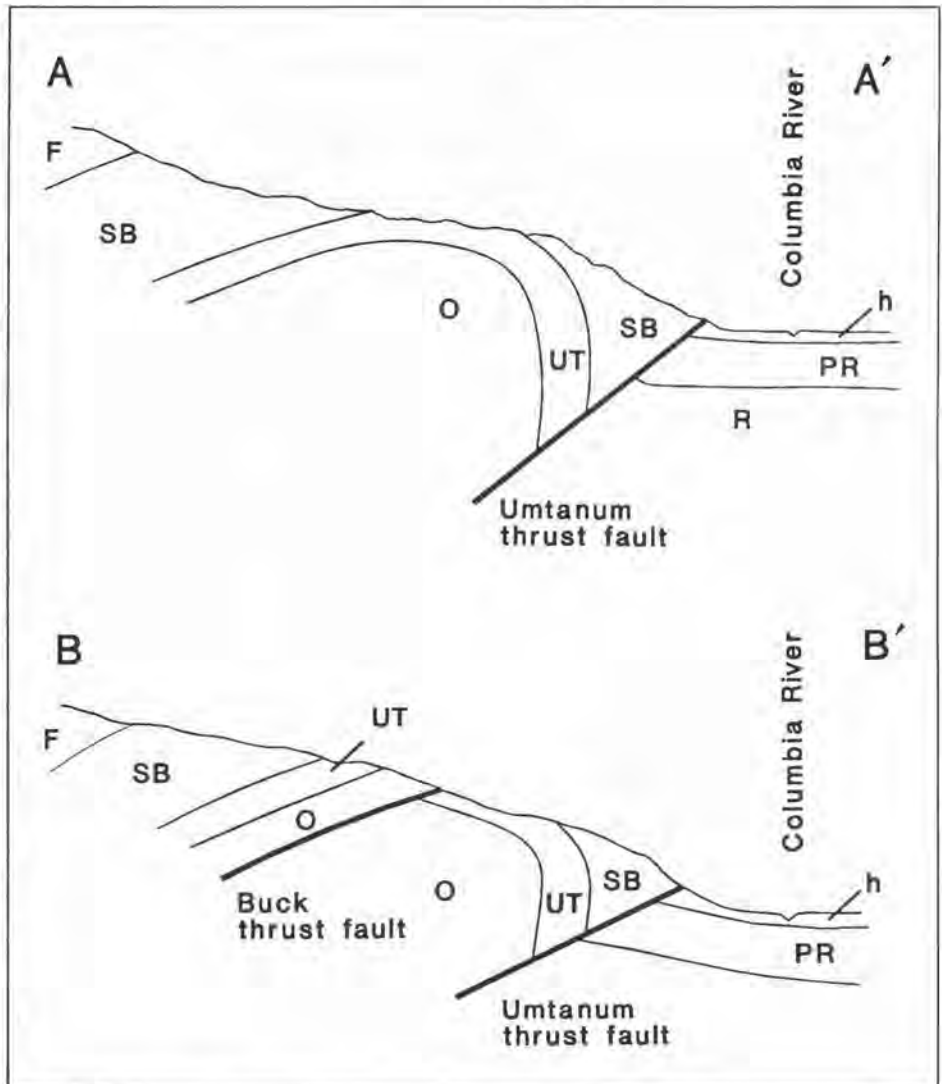 A
A′
Columbia River
F
SB
O
SB
UT
h
PR
R
Umtanum
thrust fault
B
B′
Columbia River
UT
F
SB
O
O
SB
UT
h
PR
Buck
thrust fault
Umtanum
thrust fault